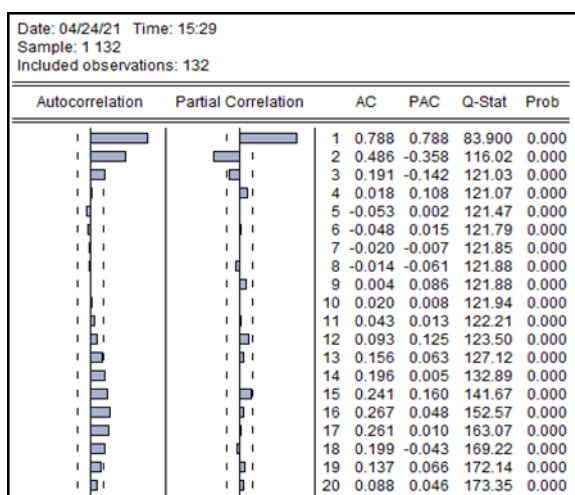 Date: 04/24/21 Time: 15:29
Sample: 1 132
Included observations: 132
Autocorrelation Partial Correlation AC PAC Q-Stat Prob
1 0.788 0.788 83.900 0.000
2 0.486 -0.358 116.02 0.000
3 0.191 -0.142 121.03 0.000
4 0.018 0.108 121.07 0.000
5 -0.053 0.002 121.47 0.000
6 -0.048 0.015 121.79 0.000
7 -0.020 -0.007 121.85 0.000
8 -0.014 -0.061 121.88 0.000
9 0.004 0.086 121.88 0.000
10 0.020 0.008 121.94 0.000
11 0.043 0.013 122.21 0.000
12 0.093 0.125 123.50 0.000
13 0.156 0.063 127.12 0.000
14 0.196 0.005 132.89 0.000
15 0.241 0.160 141.67 0.000
16 0.267 0.048 152.57 0.000
17 0.261 0.010 163.07 0.000
18 0.199 -0.043 169.22 0.000
19 0.137 0.066 172.14 0.000
20 0.088 0.046 173.35 0.000